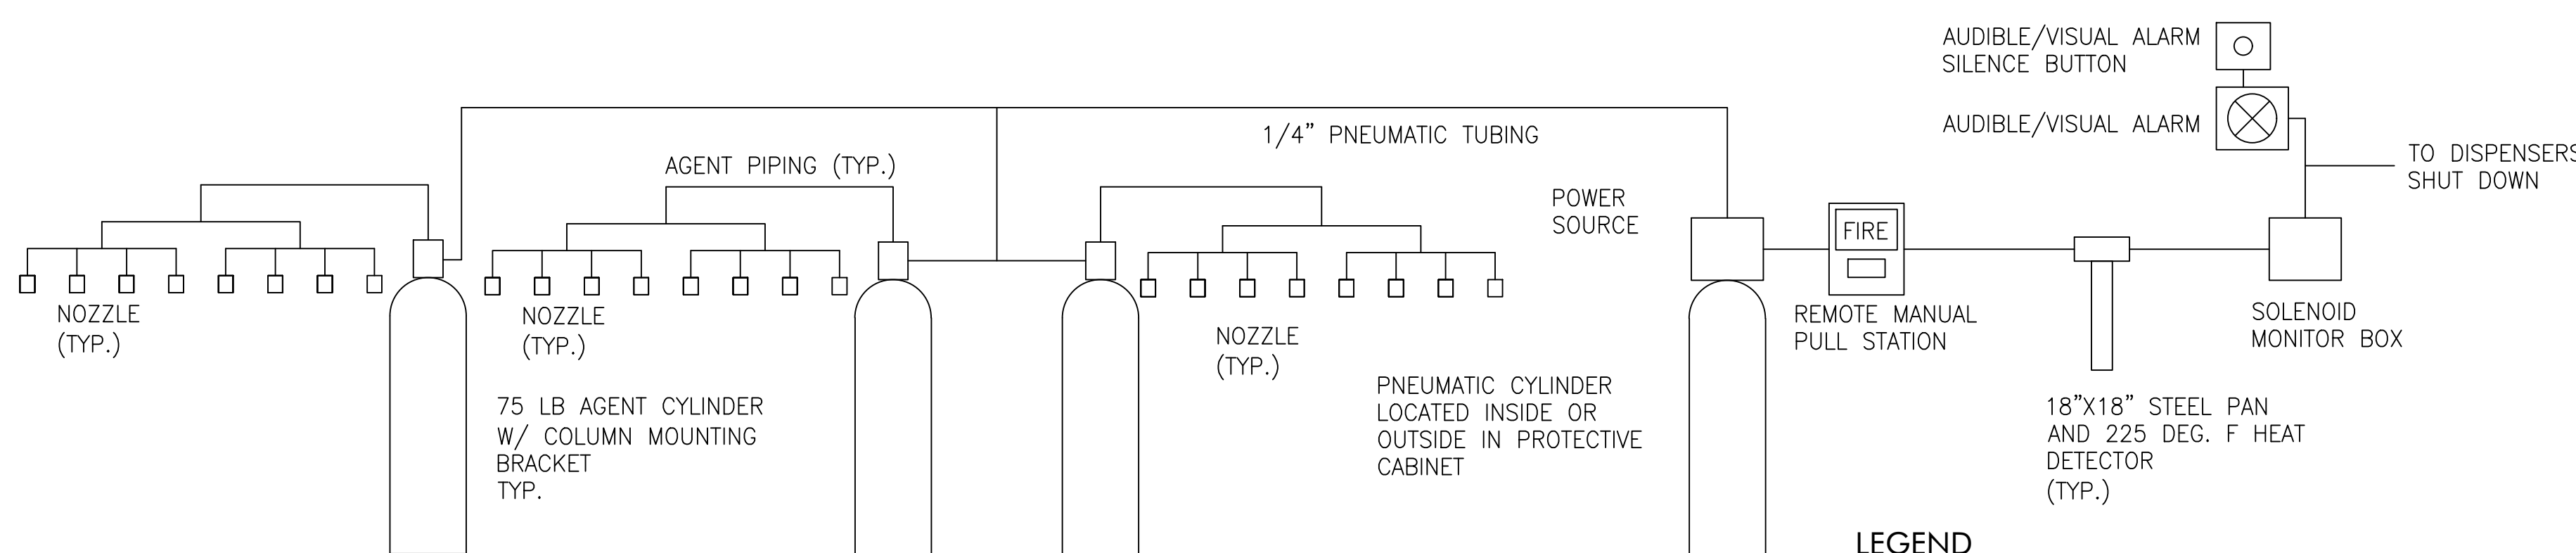 AUDIBLE/VISUAL ALARM
SILENCE BUTTON
AUDIBLE/VISUAL ALARM
1/4" PNEUMATIC TUBING
TO DISPENSERS
SHUT DOWN
AGENT PIPING (TYP.)
POWER
SOURCE
FIRE
NOZZLE
(TYP.)
NOZZLE
(TYP.)
NOZZLE
(TYP.)
REMOTE MANUAL
PULL STATION
SOLENOID
MONITOR BOX
75 LB AGENT CYLINDER
W/ COLUMN MOUNTING
BRACKET
TYP.
PNEUMATIC CYLINDER
LOCATED INSIDE OR
OUTSIDE IN PROTECTIVE
CABINET
18"X18" STEEL PAN
AND 225 DEG. F HEAT
DETECTOR
(TYP.)
LEGEND